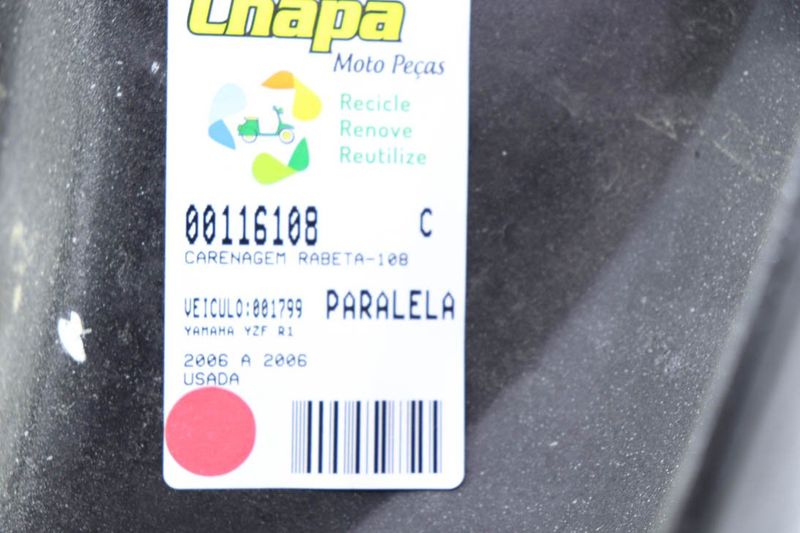 Chapa
Moto Peças
Recicle
Renove
Reutilize
00116108 C
CARENAGEM RABETA-108
VEICULO:001799 PARALELA
YAMAHA YZF R1
2006 A 2006
USADA